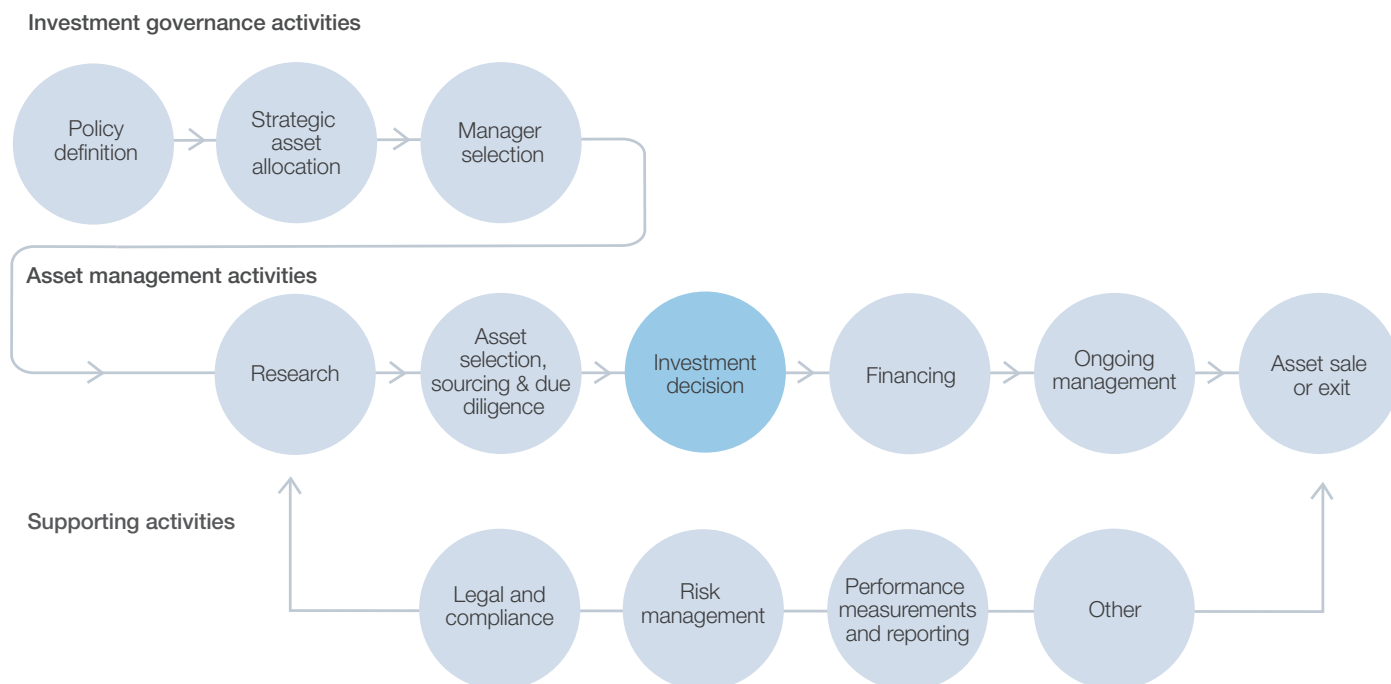 Investment governance activities
Policy
definition
Strategic
asset
allocation
Manager
selection
Asset management activities
Research
Asset
selection,
sourcing & due
diligence
Investment
decision
Financing
Ongoing
management
Asset sale
or exit
Supporting activities
Legal and
compliance
Risk
management
Performance
measurements
and reporting
Other